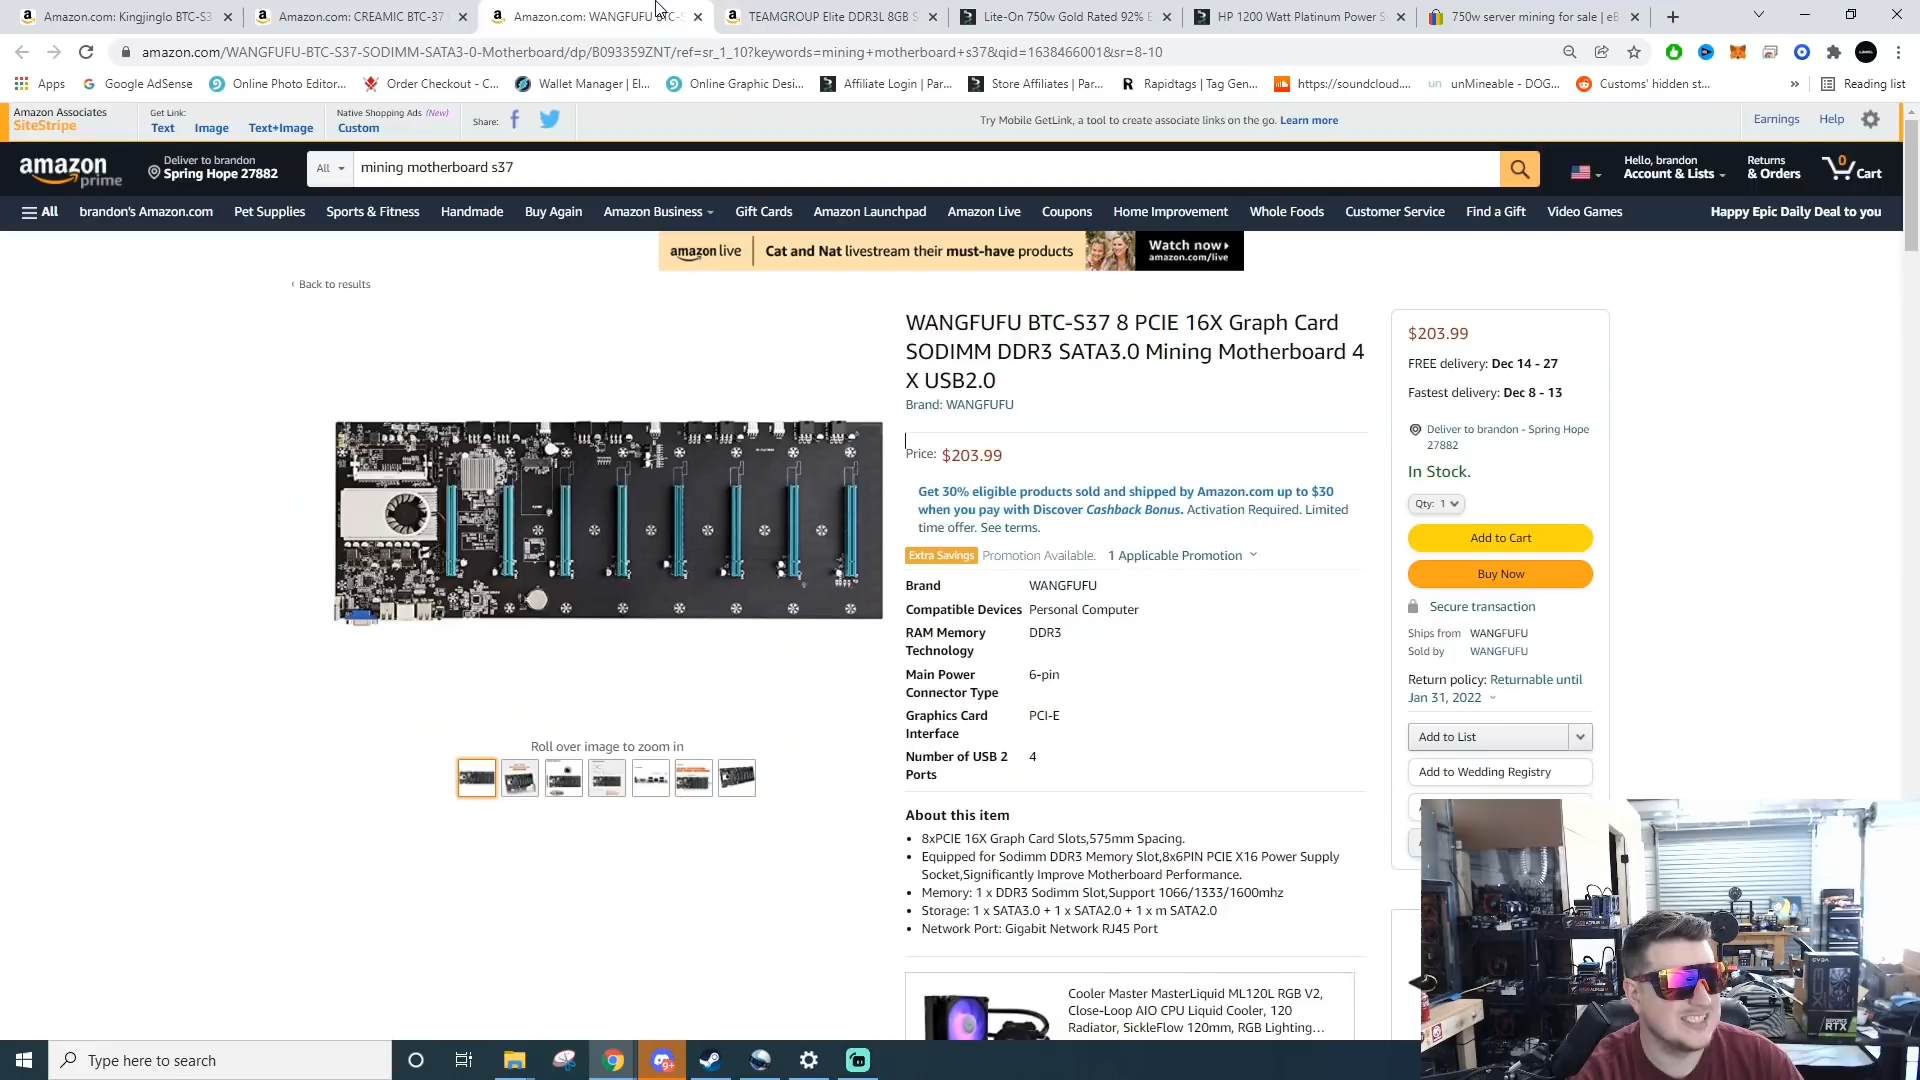 Amazon.com: Kingjinglo BTC-S3
Amazon.com: CREAMIC BTC-37
Amazon.com: WANGFUFU BTC-S
TEAMGROUP Elite DDR3L 8GB S
Lite-On 750w Gold Rated 92% E
HP 1200 Watt Platinum Power S
750w server mining for sale | eB
amazon.com/WANGFUFU-BTC-S37-SODIMM-SATA3-0-Motherboard/dp/B093359ZNT/ref=sr_1_10?keywords=mining+motherboard+s37&qid=1638466001&sr=8-10
Apps
Google AdSense
Online Photo Editor...
Order Checkout - C...
Wallet Manager | El...
Online Graphic Desi...
Affiliate Login | Par...
Store Affiliates | Par...
Rapidtags | Tag Gen...
https://soundcloud....
unMineable - DOG...
Customs' hidden st...
Reading list
Amazon Associates
SiteStripe
Get Link:
Text Image Text+Image
Native Shopping Ads (New)
Custom
Share:
Try Mobile GetLink, a tool to create associate links on the go. Learn more
Earnings Help
amazon prime
Deliver to brandon
Spring Hope 27882
All
mining motherboard s37
Hello, brandon
Account & Lists
Returns
& Orders
0
Cart
All
brandon's Amazon.com
Pet Supplies
Sports & Fitness
Handmade
Buy Again
Amazon Business
Gift Cards
Amazon Launchpad
Amazon Live
Coupons
Home Improvement
Whole Foods
Customer Service
Find a Gift
Video Games
Happy Epic Daily Deal to you
amazon live
Cat and Nat livestream their must-have products
Watch now
amazon.com/live
‹ Back to results
WANGFUFU BTC-S37 8 PCIE 16X Graph Card
SODIMM DDR3 SATA3.0 Mining Motherboard 4
X USB2.0
Brand: WANGFUFU
Price: $203.99
Get 30% eligible products sold and shipped by Amazon.com up to $30
when you pay with Discover Cashback Bonus. Activation Required. Limited
time offer. See terms.
Extra Savings Promotion Available. 1 Applicable Promotion
Brand WANGFUFU
Compatible Devices Personal Computer
RAM Memory DDR3
Technology
Main Power 6-pin
Connector Type
Graphics Card PCI-E
Interface
Number of USB 2 4
Ports
About this item
• 8xPCIE 16X Graph Card Slots,575mm Spacing.
• Equipped for Sodimm DDR3 Memory Slot,8x6PIN PCIE X16 Power Supply
Socket,Significantly Improve Motherboard Performance.
• Memory: 1 x DDR3 Sodimm Slot,Support 1066/1333/1600mhz
• Storage: 1 x SATA3.0 + 1 x SATA2.0 + 1 x m SATA2.0
• Network Port: Gigabit Network RJ45 Port
Cooler Master MasterLiquid ML120L RGB V2,
Close-Loop AIO CPU Liquid Cooler, 120
Radiator, SickleFlow 120mm, RGB Lighting...
Roll over image to zoom in
$203.99
FREE delivery: Dec 14 - 27
Fastest delivery: Dec 8 - 13
Deliver to brandon - Spring Hope
27882
In Stock.
Qty: 1
Add to Cart
Buy Now
Secure transaction
Ships from WANGFUFU
Sold by WANGFUFU
Return policy: Returnable until
Jan 31, 2022
Add to List
Add to Wedding Registry
EVGA
RTX
Type here to search
9+